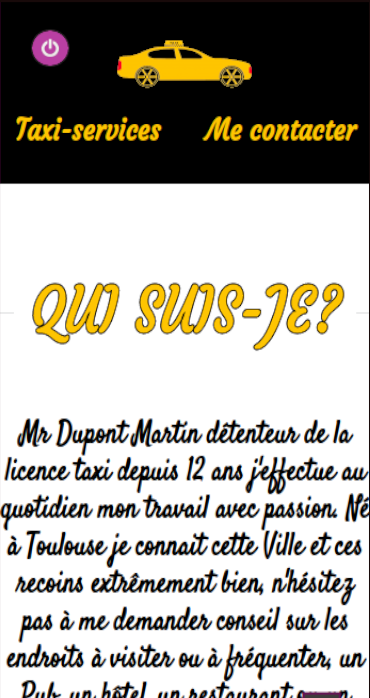 Taxi-services Me contacter
QUI SUIS-JE?
Mr Dupont Martin détenteur de la
licence taxi depuis 12 ans j'effectue au
quotidien mon travail avec passion. Né
à Toulouse je connait cette Ville et ces
recoins extrêmement bien, n'hésitez
pas à me demander conseil sur les
endroits à visiter ou à fréquenter, un
Pub, un hôtel, un restaurant